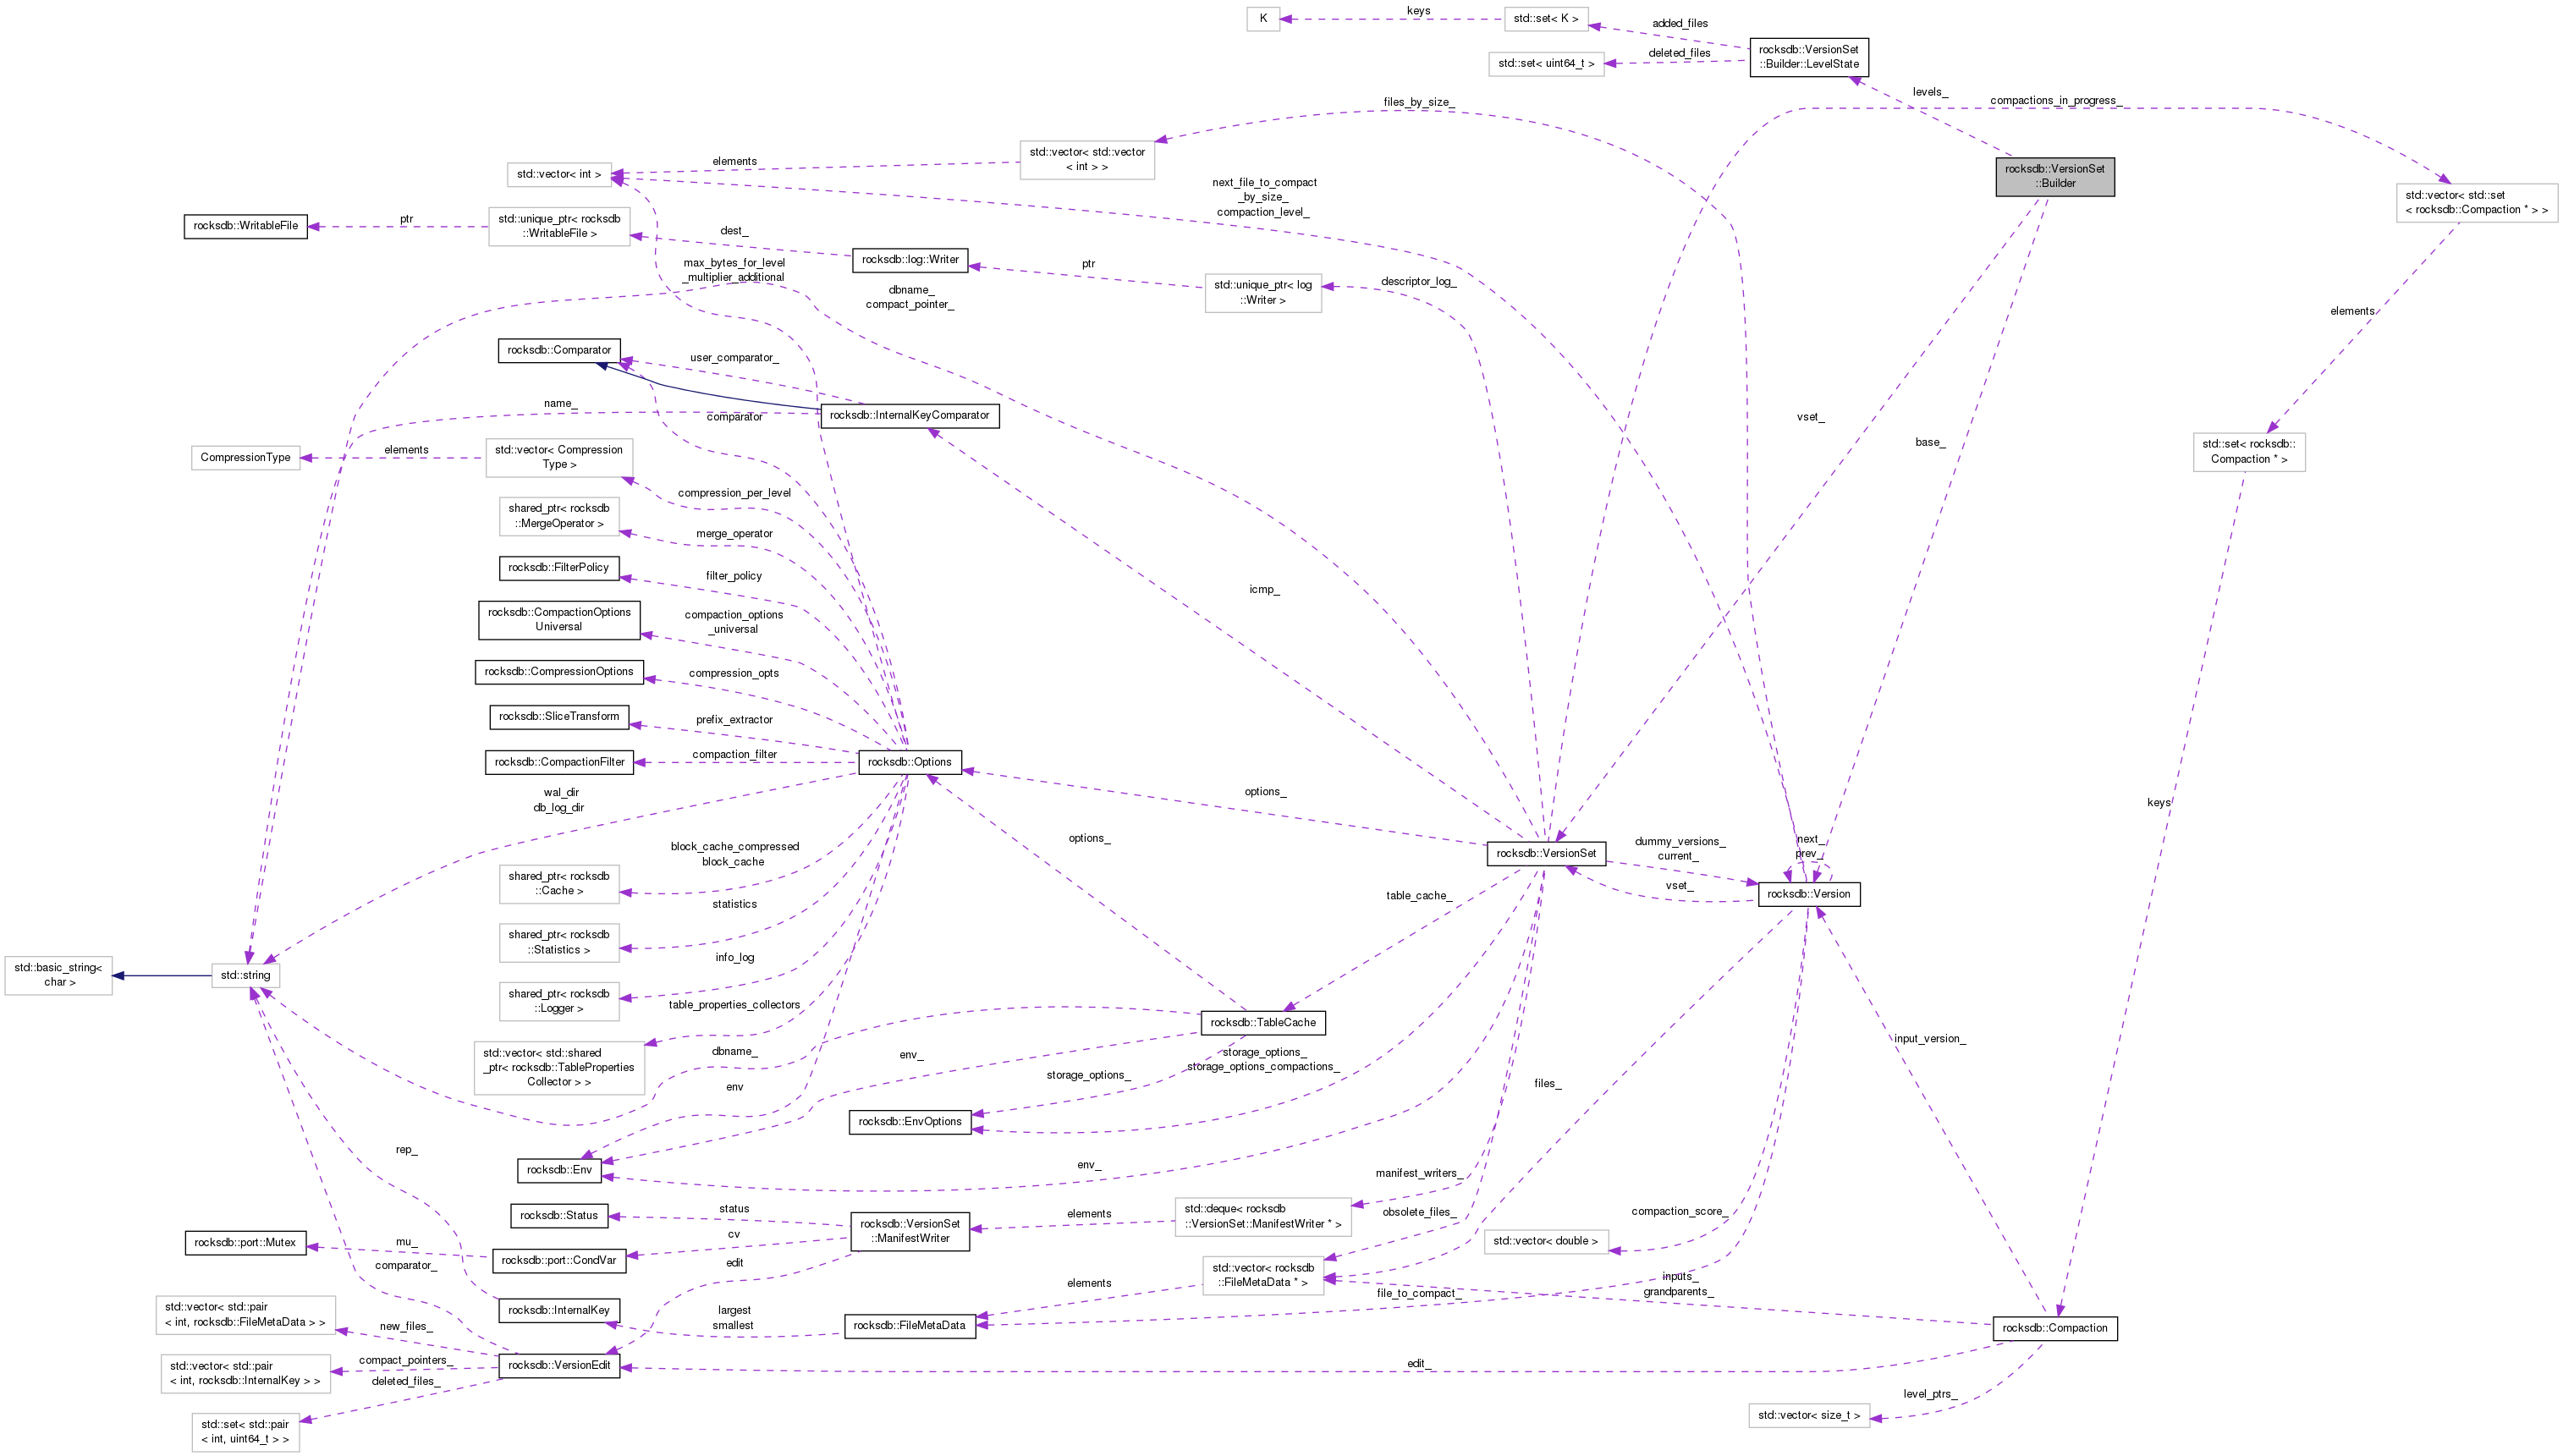 K
keys
std::set< K >
added_files
rocksdb::VersionSet
::Builder::LevelState
deleted_files
std::set< uint64_t >
levels_
files_by_size_
compactions_in_progress_
std::vector< std::vector
< int > >
elements
std::vector< int >
rocksdb::VersionSet
::Builder
next_file_to_compact
_by_size_
compaction_level_
std::vector< std::set
< rocksdb::Compaction * > >
rocksdb::WritableFile
ptr
std::unique_ptr< rocksdb
::WritableFile >
dest_
rocksdb::log::Writer
ptr
std::unique_ptr< log
::Writer >
descriptor_log_
max_bytes_for_level
_multiplier_additional
dbname_
compact_pointer_
elements
rocksdb::Comparator
user_comparator_
name_
comparator
rocksdb::InternalKeyComparator
vset_
base_
std::set< rocksdb::
Compaction * >
CompressionType
elements
std::vector< Compression
Type >
compression_per_level
shared_ptr< rocksdb
::MergeOperator >
merge_operator
rocksdb::FilterPolicy
filter_policy
icmp_
rocksdb::CompactionOptions
Universal
compaction_options
_universal
rocksdb::CompressionOptions
compression_opts
rocksdb::SliceTransform
prefix_extractor
rocksdb::CompactionFilter
compaction_filter
rocksdb::Options
wal_dir
db_log_dir
options_
keys
block_cache_compressed
block_cache
options_
rocksdb::VersionSet
dummy_versions_
current_
next_
prev_
shared_ptr< rocksdb
::Cache >
table_cache_
vset_
rocksdb::Version
statistics
shared_ptr< rocksdb
::Statistics >
std::basic_string<
char >
std::string
info_log
shared_ptr< rocksdb
::Logger >
table_properties_collectors
rocksdb::TableCache
std::vector< std::shared
_ptr< rocksdb::TableProperties
Collector > >
dbname_
env_
storage_options_
storage_options_compactions_
input_version_
env
storage_options_
files_
rocksdb::EnvOptions
rep_
rocksdb::Env
env_
manifest_writers_
rocksdb::Status
status
rocksdb::VersionSet
::ManifestWriter
elements
std::deque< rocksdb
::VersionSet::ManifestWriter * >
obsolete_files_
compaction_score_
rocksdb::port::Mutex
mu_
rocksdb::port::CondVar
cv
std::vector< double >
comparator_
edit
std::vector< rocksdb
::FileMetaData * >
elements
inputs_
grandparents_
file_to_compact_
std::vector< std::pair
< int, rocksdb::FileMetaData > >
rocksdb::InternalKey
largest
smallest
rocksdb::FileMetaData
rocksdb::Compaction
new_files_
compact_pointers_
rocksdb::VersionEdit
edit_
std::vector< std::pair
< int, rocksdb::InternalKey > >
deleted_files_
level_ptrs_
std::vector< size_t >
std::set< std::pair
< int, uint64_t > >